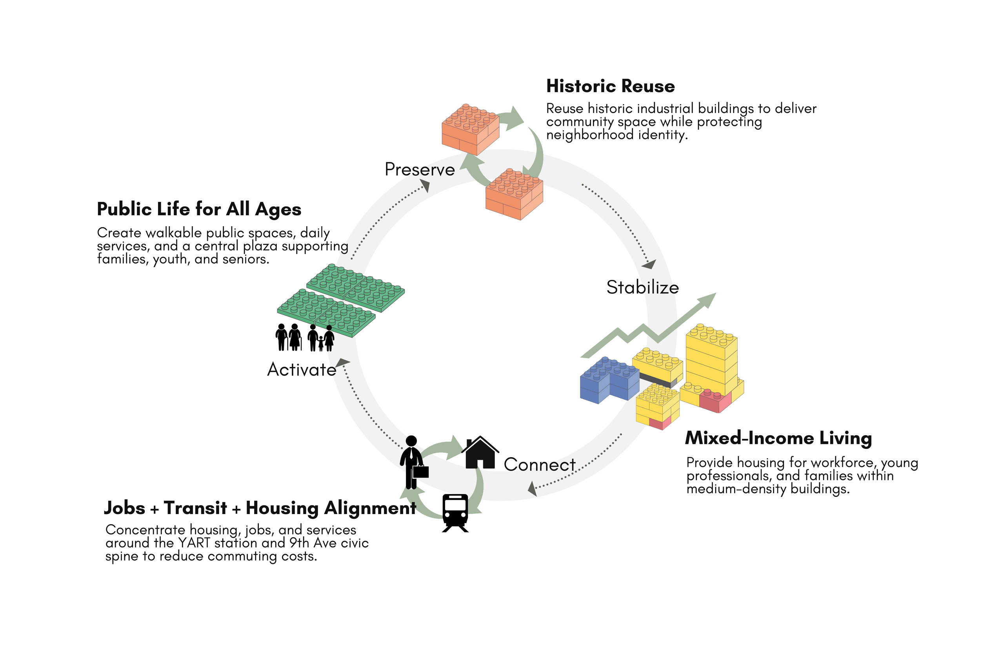 Historic Reuse
Reuse historic industrial buildings to deliver
community space while protecting
neighborhood identity.
Preserve
Public Life for All Ages
Create walkable public spaces, daily
services, and a central plaza supporting
families, youth, and seniors.
Stabilize
Activate
Mixed-Income Living
Provide housing for workforce, young
professionals, and families within
medium-density buildings.
Connect
Jobs + Transit + Housing Alignment
Concentrate housing, jobs, and services
around the YART station and 9th Ave civic
spine to reduce commuting costs.